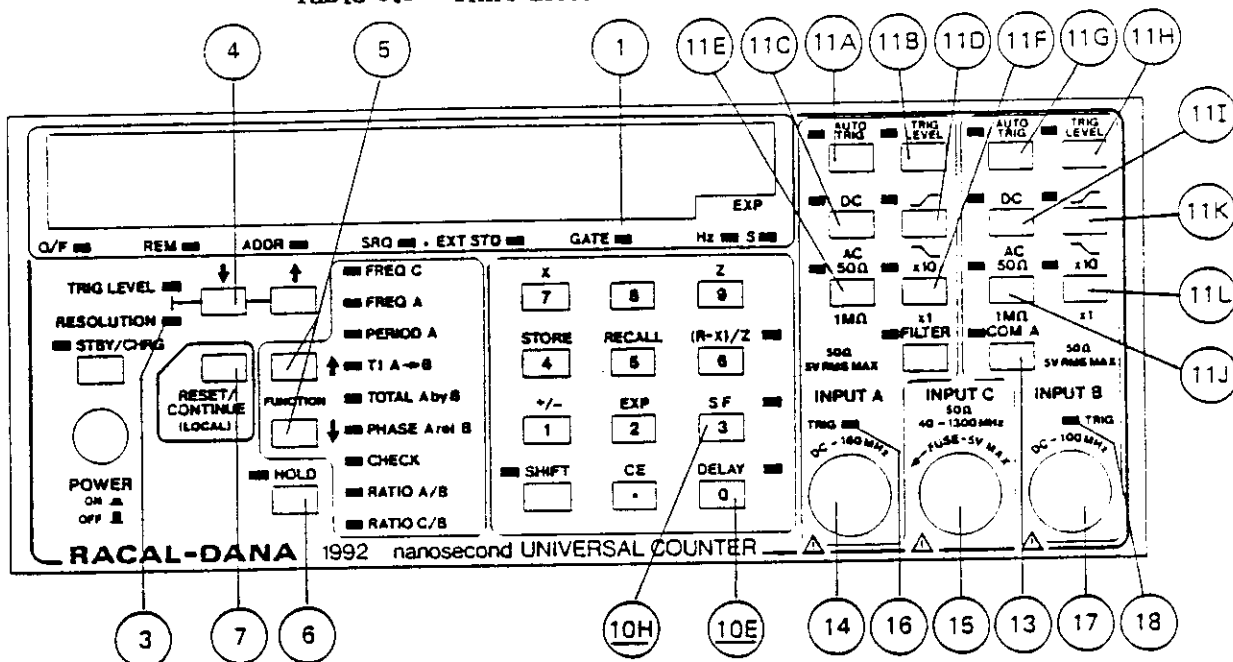 4 5 1 11E 11C 11A 11B 11D 11F 11G 11H
AUTO TRIG TRIG LEVEL AUTO TRIG TRIG LEVEL
11I
EXP DC DC
11K
O/F REM ADDR SRQ . EXT STD GATE Hz S
AC 50Ω x10 AC 50Ω x10
11L
1MΩ x1 1MΩ x1
FILTER COM A
50Ω 5V RMS MAX 50Ω 5V RMS MAX
11J
TRIG LEVEL ↓ ↑
RESOLUTION
STBY/CHRG
RESET/
CONTINUE
(LOCAL)
FUNCTION
↑
↓
HOLD
POWER
ON
OFF
FREQ C
FREQ A
PERIOD A
T1 A→B
TOTAL A by B
PHASE A rel B
CHECK
RATIO A/B
RATIO C/B
X Z
7 8 9
STORE RECALL (R-X)/Z
4 5 6
+/- EXP SF
1 2 3
SHIFT CE DELAY
. 0
INPUT A INPUT C INPUT B
50Ω
40 - 1300 MHz
TRIG FUSE-5V MAX TRIG
DC - 160 MHz DC - 100 MHz
RACAL-DANA 1992 nanosecond UNIVERSAL COUNTER
3 7 6 10H 10E 14 16 15 13 17 18